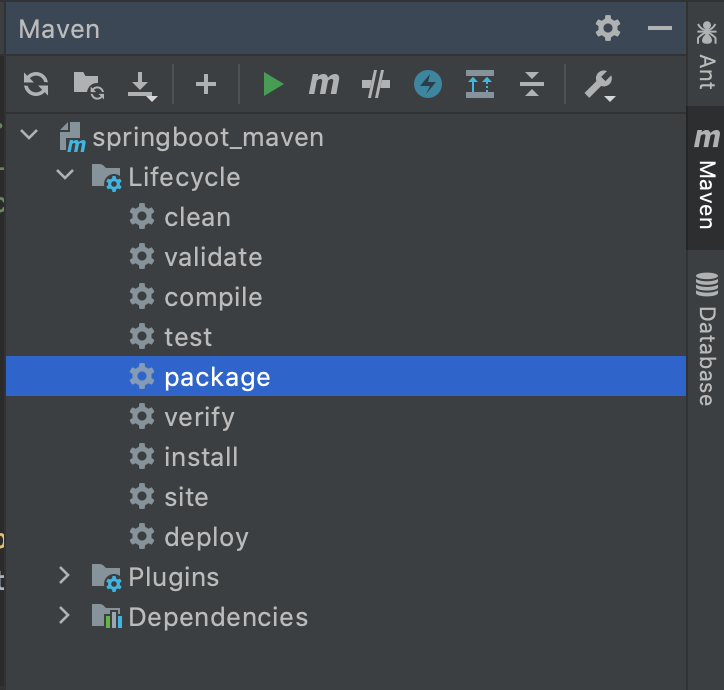 Maven
m
springboot_maven
Lifecycle
clean
validate
compile
test
package
verify
install
site
deploy
Plugins
Dependencies
Ant
m
Maven
Database